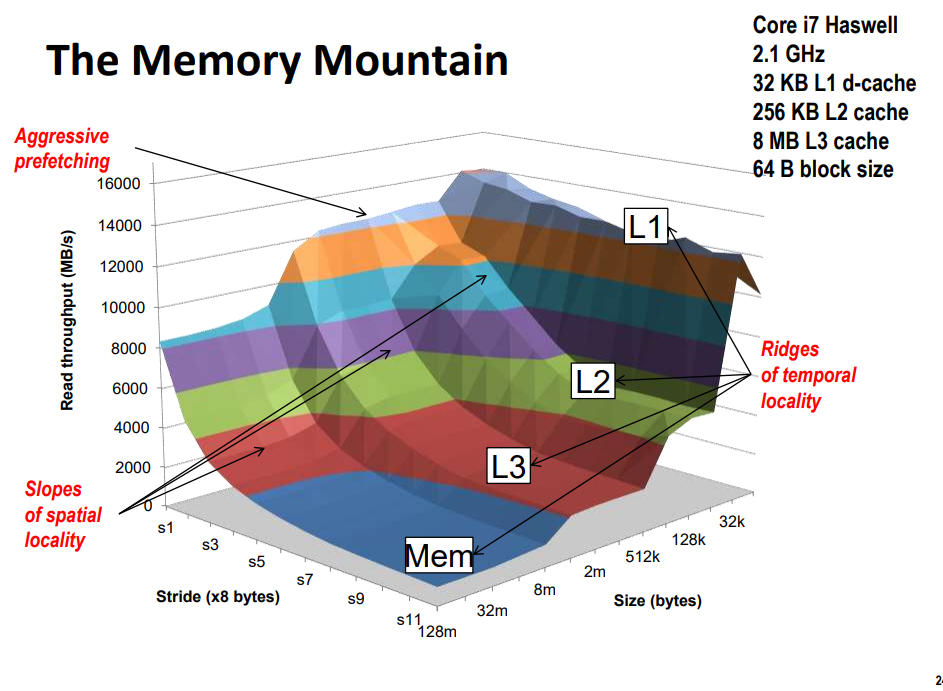 The Memory Mountain
Core i7 Haswell
2.1 GHz
32 KB L1 d-cache
256 KB L2 cache
8 MB L3 cache
64 B block size
Aggressive
prefetching
16000
14000
12000
10000
8000
6000
4000
2000
0
Read throughput (MB/s)
L1
L2
L3
Mem
Ridges
of temporal
locality
Slopes
of spatial
locality
s1
s3
s5
s7
s9
s11
Stride (x8 bytes)
128m
32m
8m
2m
512k
128k
32k
Size (bytes)